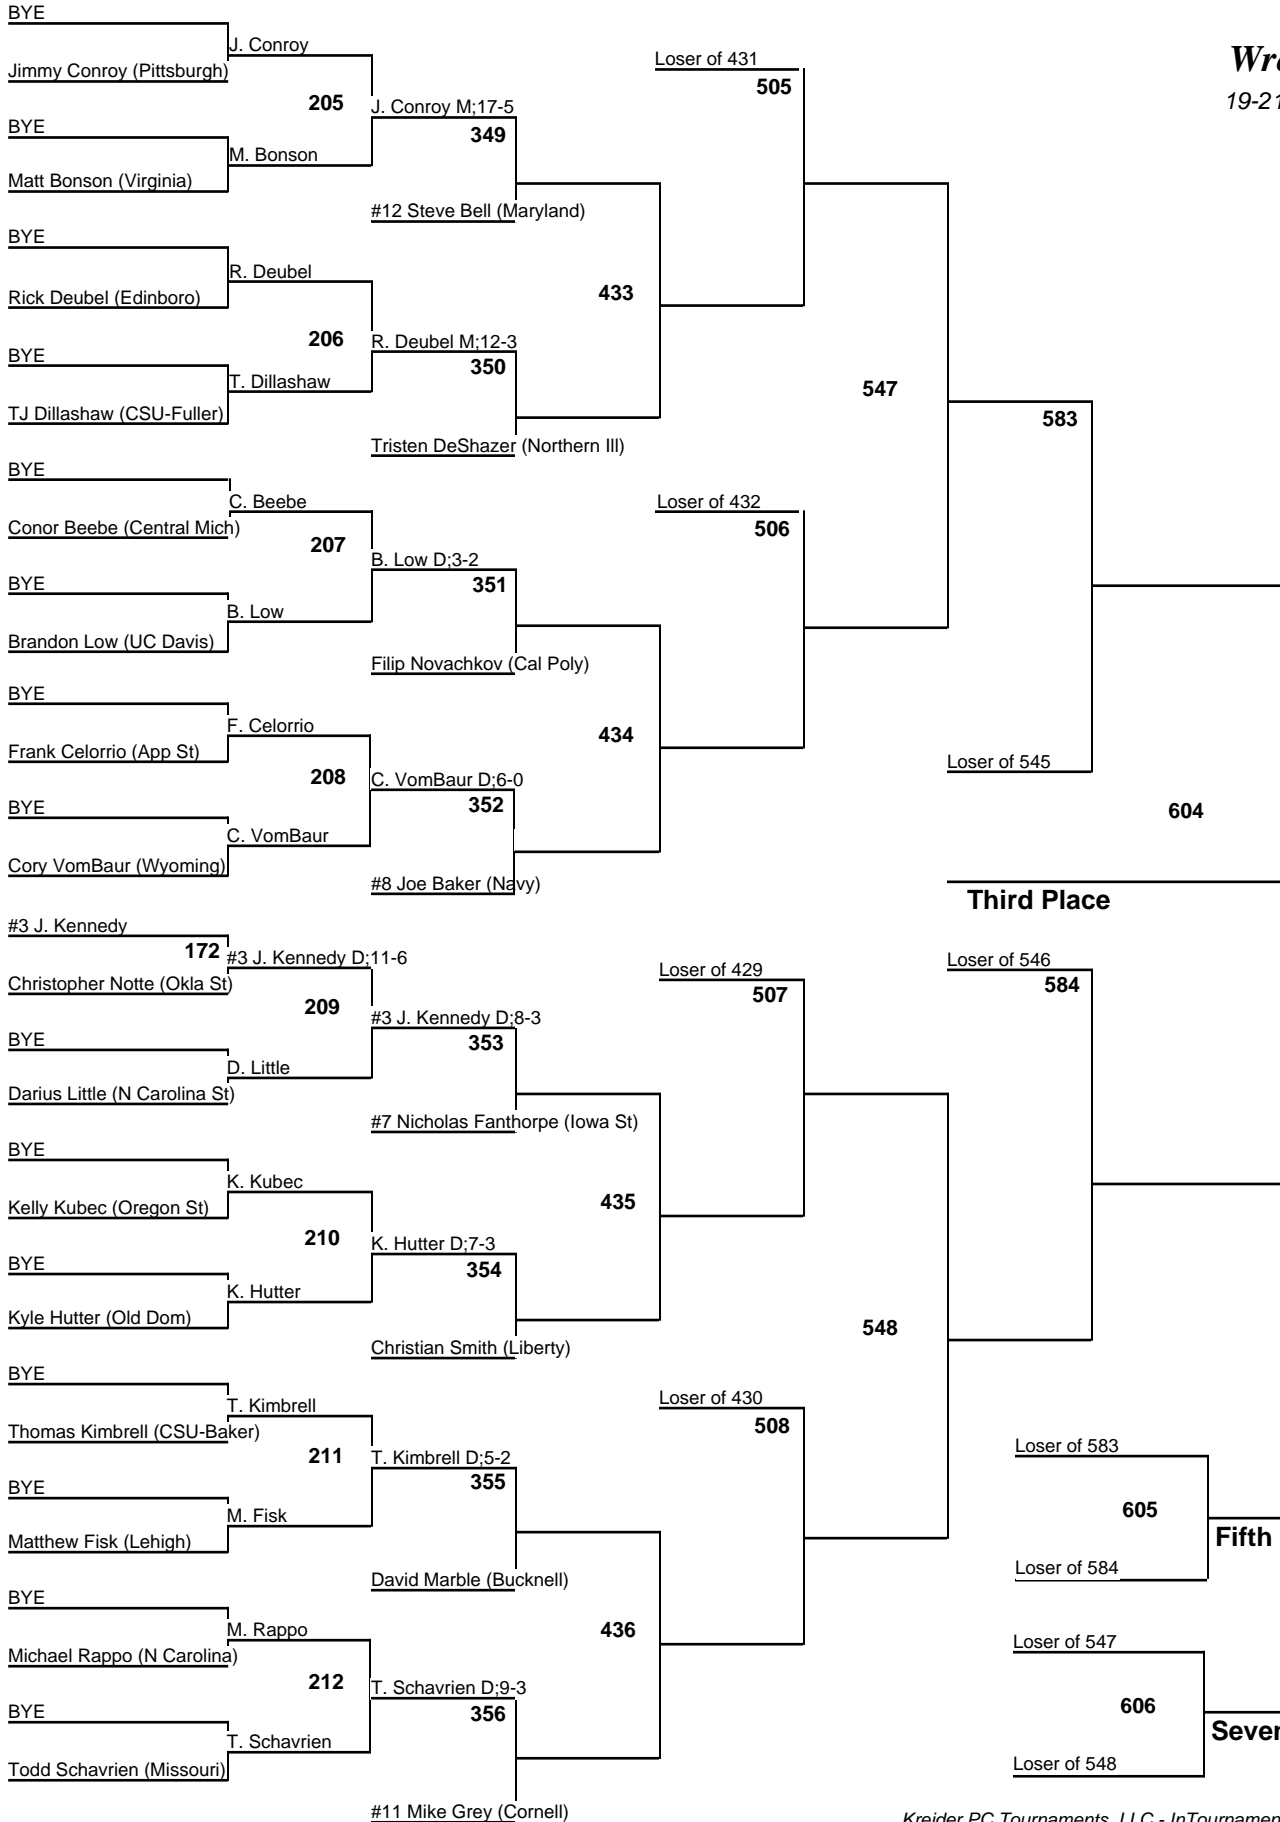 BYE
J. Conroy
Jimmy Conroy (Pittsburgh)
205
J. Conroy M;17-5
349
BYE
M. Bonson
Matt Bonson (Virginia)
#12 Steve Bell (Maryland)
BYE
R. Deubel
Rick Deubel (Edinboro)
206
R. Deubel M;12-3
350
BYE
T. Dillashaw
TJ Dillashaw (CSU-Fuller)
Tristen DeShazer (Northern Ill)
433
Loser of 431
505
BYE
C. Beebe
Conor Beebe (Central Mich)
207
B. Low D;3-2
351
BYE
B. Low
Brandon Low (UC Davis)
Filip Novachkov (Cal Poly)
BYE
F. Celorrio
Frank Celorrio (App St)
208
C. VomBaur D;6-0
352
BYE
C. VomBaur
Cory VomBaur (Wyoming)
#8 Joe Baker (Navy)
434
Loser of 432
506
547
583
Loser of 545
604
Third Place
#3 J. Kennedy
172
#3 J. Kennedy D;11-6
Christopher Notte (Okla St)
209
#3 J. Kennedy D;8-3
353
BYE
D. Little
Darius Little (N Carolina St)
#7 Nicholas Fanthorpe (Iowa St)
BYE
K. Kubec
Kelly Kubec (Oregon St)
210
K. Hutter D;7-3
354
BYE
K. Hutter
Kyle Hutter (Old Dom)
Christian Smith (Liberty)
435
Loser of 429
507
BYE
T. Kimbrell
Thomas Kimbrell (CSU-Baker)
211
T. Kimbrell D;5-2
355
BYE
M. Fisk
Matthew Fisk (Lehigh)
David Marble (Bucknell)
BYE
M. Rappo
Michael Rappo (N Carolina)
212
T. Schavrien D;9-3
356
BYE
T. Schavrien
Todd Schavrien (Missouri)
#11 Mike Grey (Cornell)
436
Loser of 430
508
548
Loser of 546
584
Loser of 583
605
Fifth
Loser of 584
Loser of 547
606
Loser of 548
19-21
Kreider PC Tournaments, LLC -